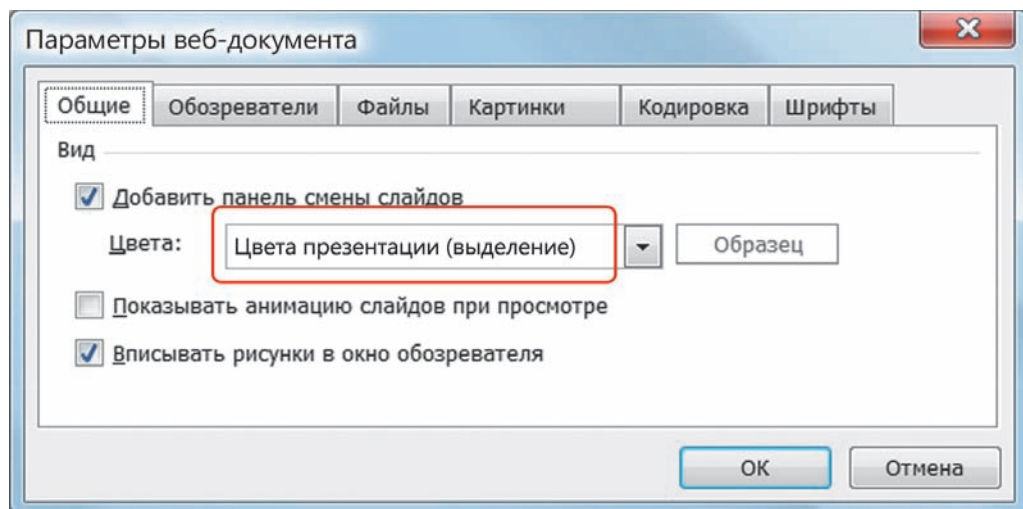 Параметры веб-документа
Общие Обозреватели Файлы Картинки Кодировка Шрифты
Вид
Добавить панель смены слайдов
Цвета: Цвета презентации (выделение) Образец
Показывать анимацию слайдов при просмотре
Вписывать рисунки в окно обозревателя
ОК Отмена